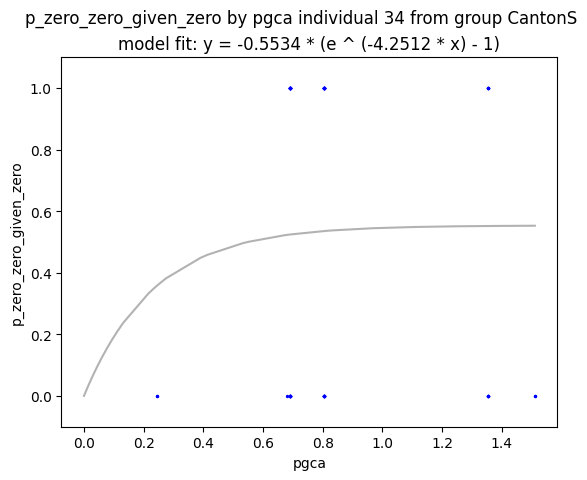 p_zero_zero_given_zero by pgca individual 34 from group CantonS
model fit: y = -0.5534 * (e ^ (-4.2512 * x) - 1)
p_zero_zero_given_zero
1.0
0.8
0.6
0.4
0.2
0.0
0.0 0.2 0.4 0.6 0.8 1.0 1.2 1.4
pgca